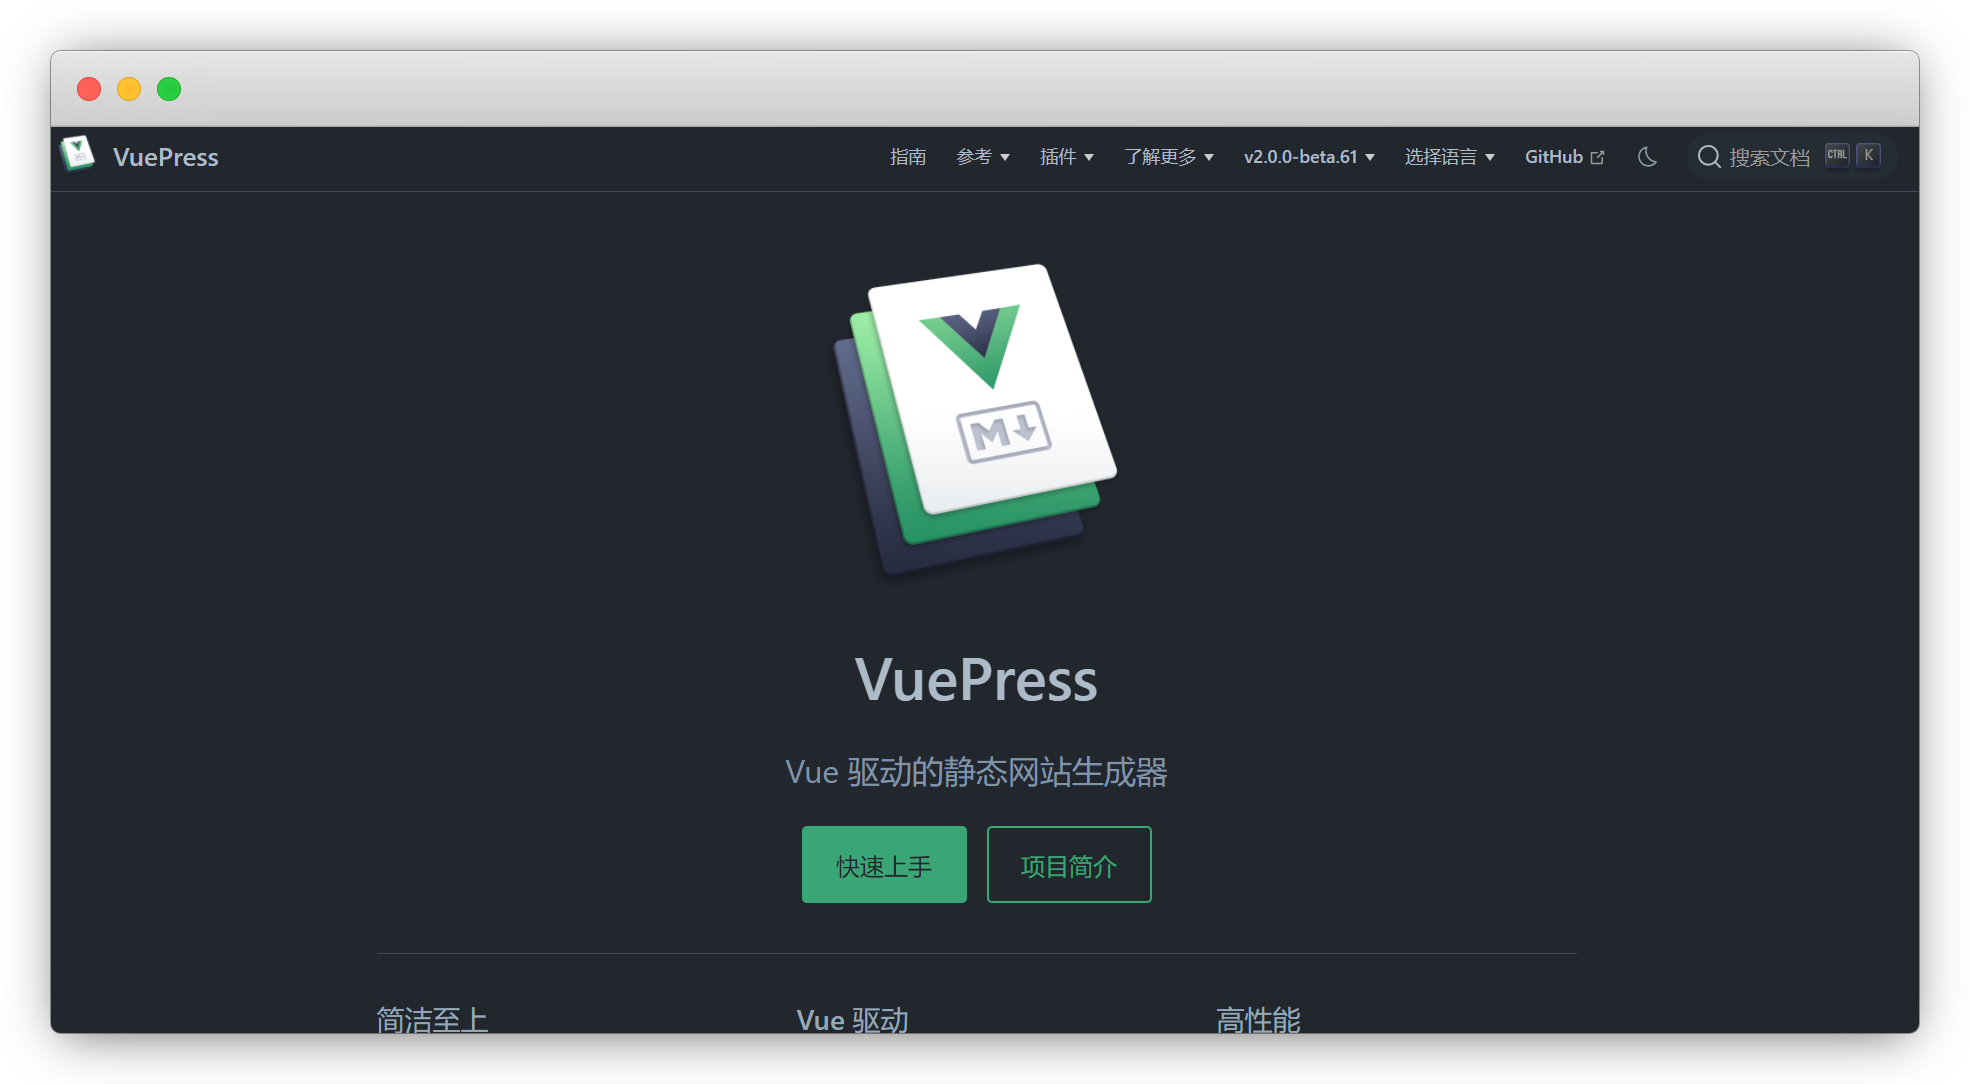 VuePress 指南 参考 插件 了解更多 v2.0.0-beta.61 选择语言 GitHub 搜索文档 CTRL K
M
VuePress
Vue 驱动的静态网站生成器
快速上手 项目简介
简洁至上 Vue 驱动 高性能